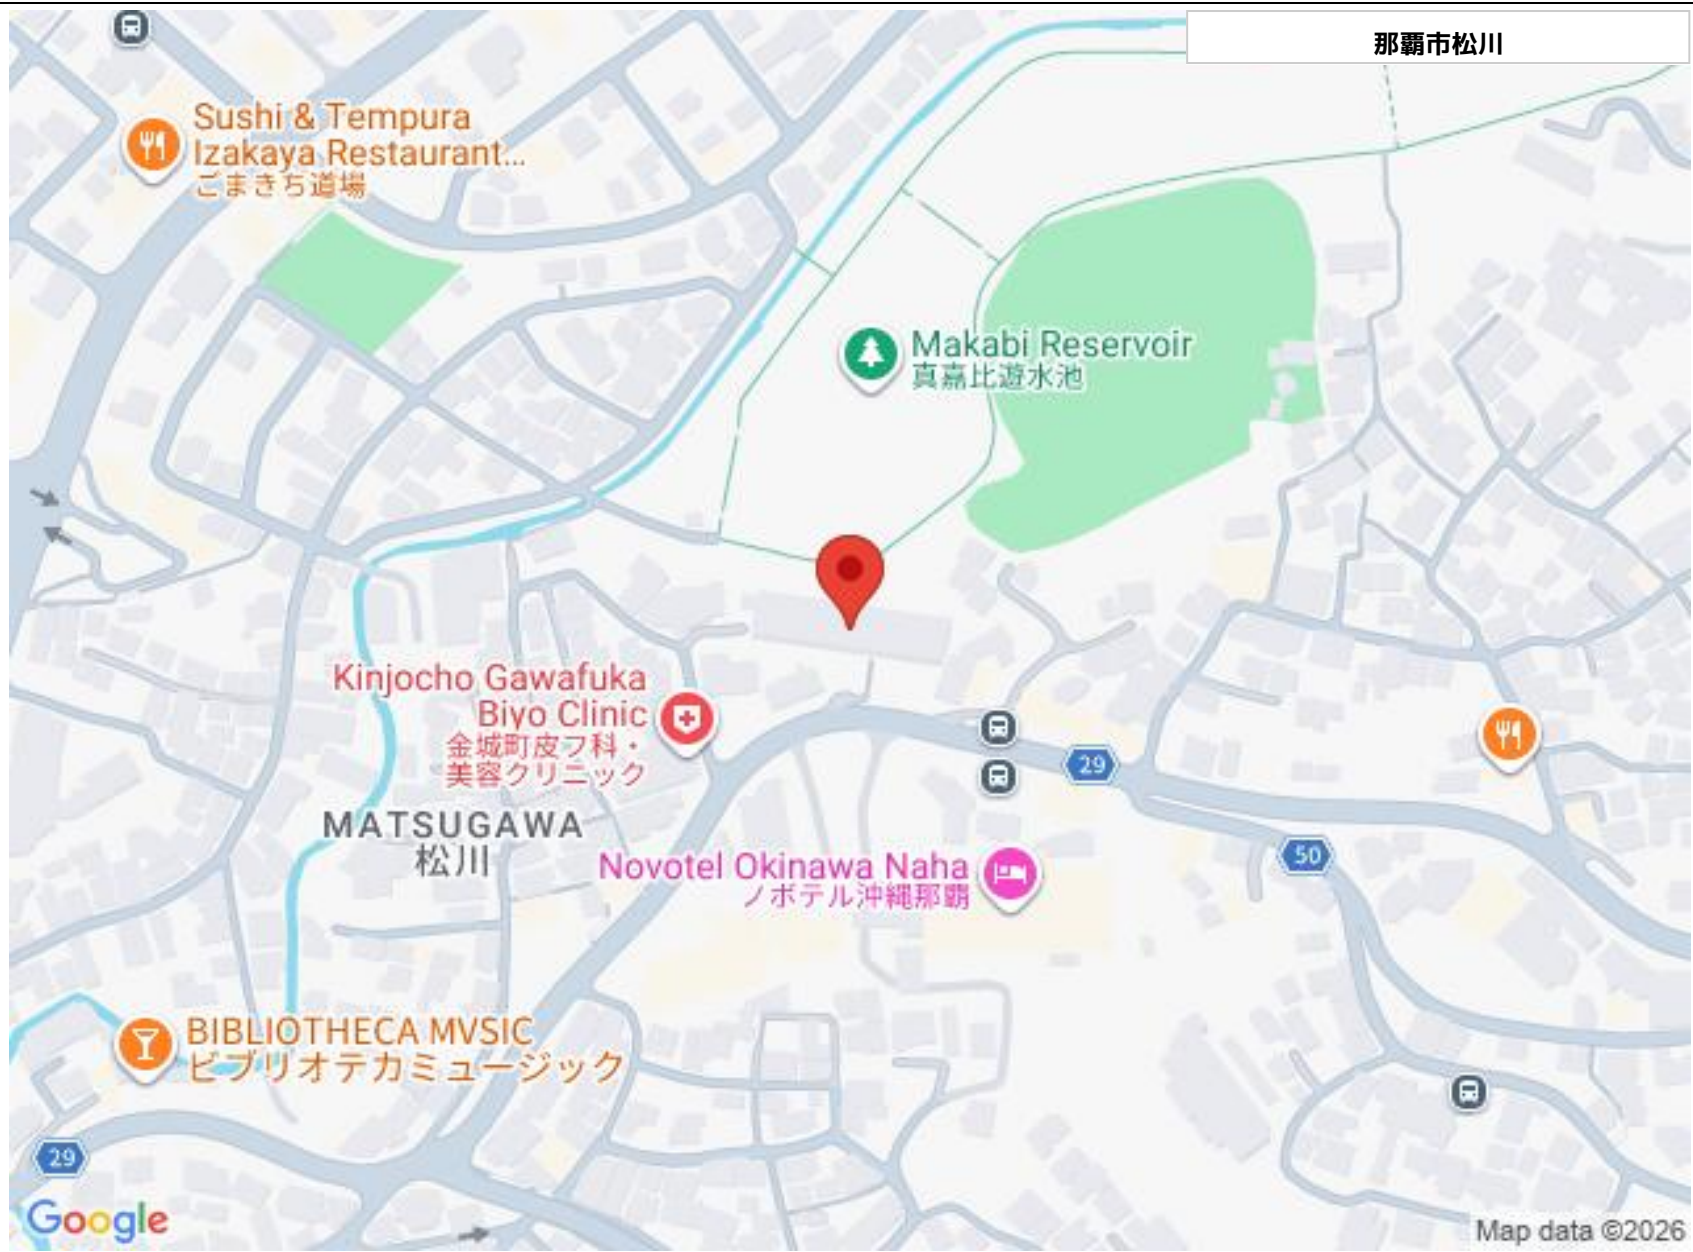 那覇市松川
Sushi & Tempura
Izakaya Restaurant...
ごまきち道場
Makabi Reservoir
真嘉比遊水池
Kinjocho Gawafuka
Biyo Clinic
金城町皮フ科・
美容クリニック
29
MATSUGAWA
松川
50
Novotel Okinawa Naha
ノボテル沖縄那覇
BIBLIOTHECA MVSIC
ビブリオテカミュージック
29
Google
Map data ©2026